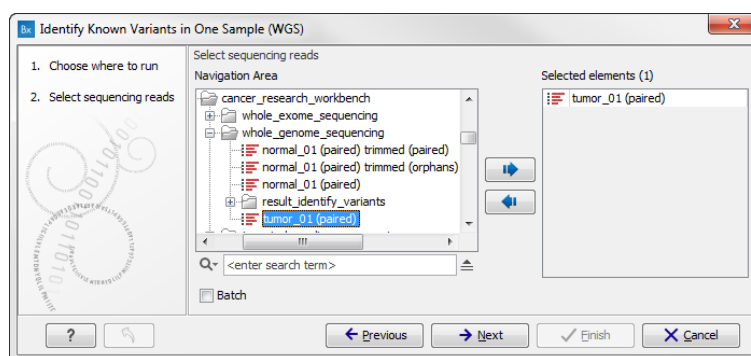 Bx Identify Known Variants in One Sample (WGS)
1. Choose where to run
2. Select sequencing reads
Select sequencing reads
Navigation Area
cancer_research_workbench
whole_exome_sequencing
whole_genome_sequencing
normal_01 (paired) trimmed (paired)
normal_01 (paired) trimmed (orphans)
normal_01 (paired)
result_identify_variants
tumor_01 (paired)
<enter search term>
Batch
Selected elements (1)
tumor_01 (paired)
?
Previous
Next
Finish
Cancel